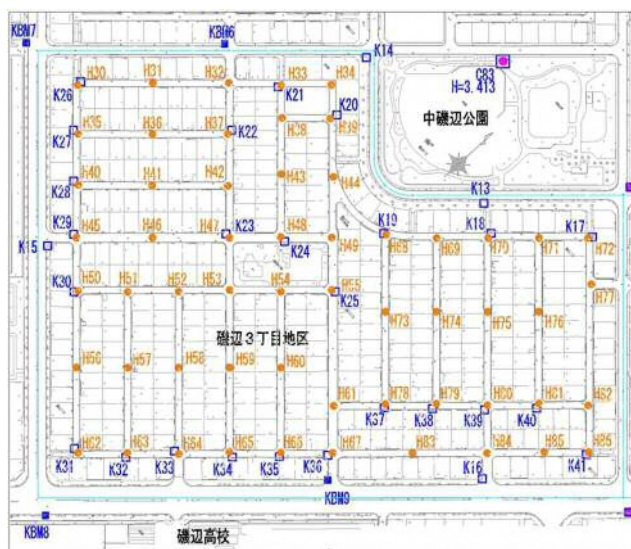 KBM7
KBM6
K14
C83
H=3.413
中磯辺公園
H30
H31
H32
H33
H34
K26
K21
K20
H35
H36
H37
H38
H39
K27
K22
H40
H41
H42
H43
H44
K28
K13
K29
K23
K19
K18
K17
H45
H46
H47
H48
H49
H68
H69
H70
H71
H72
K15
K24
H50
H51
H52
H53
H54
H55
H77
K30
K25
H73
H74
H75
H76
磯辺3丁目地区
H56
H57
H58
H59
H60
H61
H78
H79
H80
H81
H82
K37
K38
K39
K40
H62
H63
H64
H65
H66
H67
H83
H84
H86
H85
K31
K32
K33
K34
K35
K36
K16
K41
KBM9
KBM8
磯辺高校